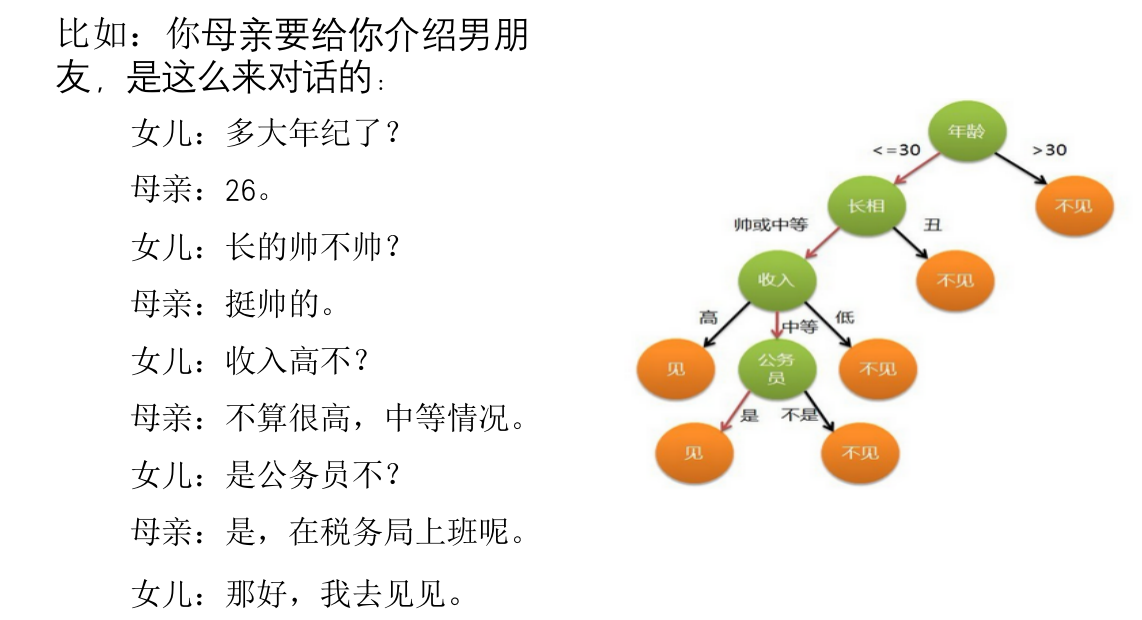 比如：你母亲要给你介绍男朋
友，是这么来对话的：
女儿：多大年纪了？
母亲：26。
女儿：长的帅不帅？
母亲：挺帅的。
女儿：收入高不？
母亲：不算很高，中等情况。
女儿：是公务员不？
母亲：是，在税务局上班呢。
女儿：那好，我去见见。
年龄
<=30
>30
长相
不见
帅或中等
丑
收入
不见
高
中等
低
见
公务
员
不见
是
不是
见
不见